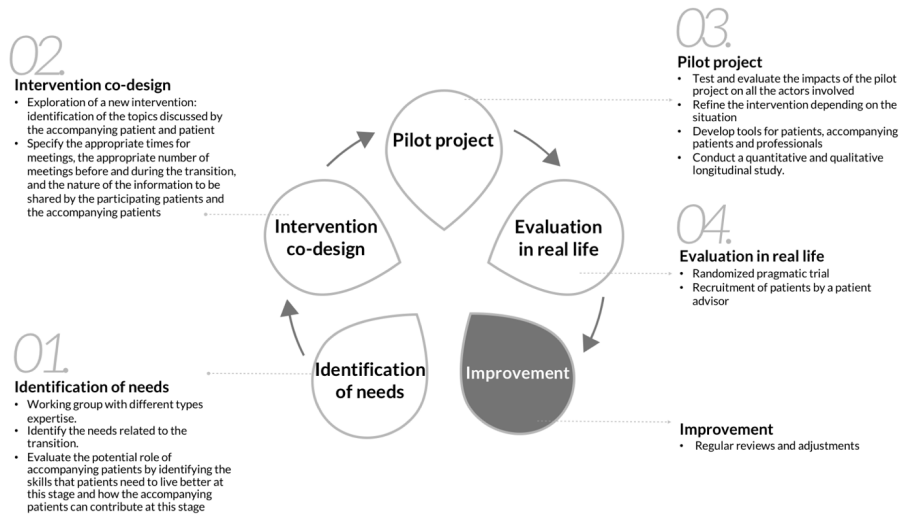 02.
Intervention co-design
• Exploration of a new intervention:
identification of the topics discussed by
the accompanying patient and patient
• Specify the appropriate times for
meetings, the appropriate number of
meetings before and during the transition,
and the nature of the information to be
shared by the participating patients and
the accompanying patients
01.
Identification of needs
• Working group with different types
expertise.
• Identify the needs related to the
transition.
• Evaluate the potential role of
accompanying patients by identifying the
skills that patients need to live better at
this stage and how the accompanying
patients can contribute at this stage
Pilot project
Intervention
co-design
Evaluation
in real life
Identification
of needs
Improvement
03.
Pilot project
• Test and evaluate the impacts of the pilot
project on all the actors involved
• Refine the intervention depending on the
situation
• Develop tools for patients, accompanying
patients and professionals
• Conduct a quantitative and qualitative
longitudinal study.
04.
Evaluation in real life
• Randomized pragmatic trial
• Recruitment of patients by a patient
advisor
Improvement
• Regular reviews and adjustments